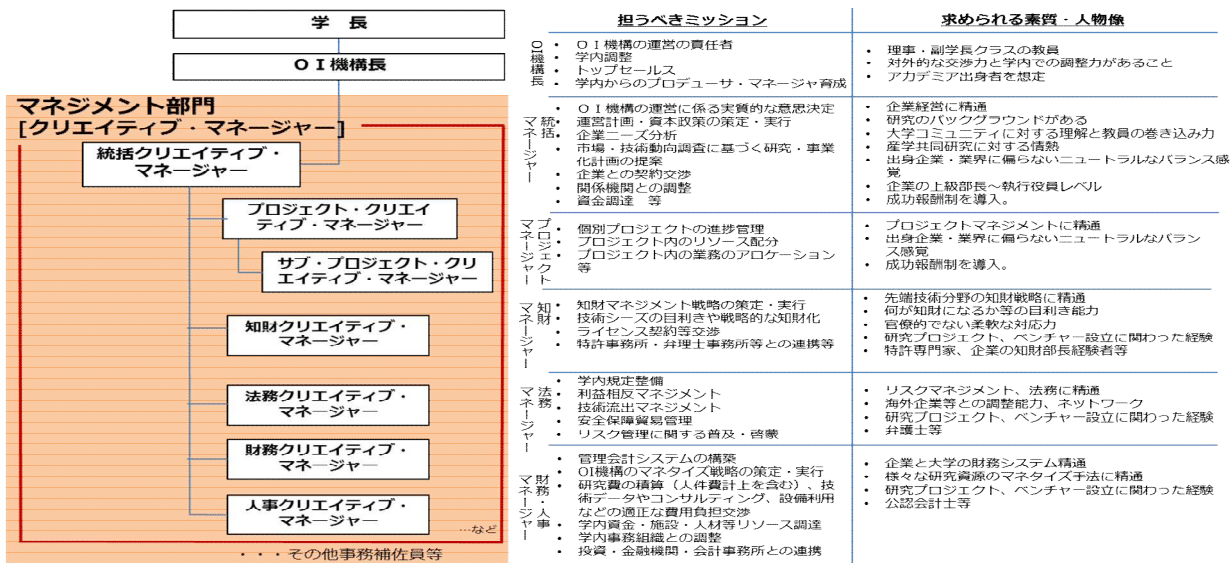 学 長
OI機構長
マネジメント部門
[クリエイティブ・マネージャー]
統括クリエイティブ・
マネージャー
プロジェクト・クリエイ
ティブ・マネージャー
サブ・プロジェクト・クリ
エイティブ・マネージャー
知財クリエイティブ・
マネージャー
法務クリエイティブ・
マネージャー
財務クリエイティブ・
マネージャー
人事クリエイティブ・
マネージャー
…など
・・・その他事務補佐員等
担うべきミッション
求められる素質・人物像
OI機構長
• OI機構の運営の責任者
• 学内調整
• トップセールス
• 学内からのプロデューサ・マネージャ育成
• 理事・副学長クラスの教員
• 対外的な交渉力と学内での調整力があること
• アカデミア出身者を想定
統括
マネージャー
• OI機構の運営に係る実質的な意思決定
• 運営計画・資本政策の策定・実行
• 企業ニーズ分析
• 市場・技術動向調査に基づく研究・事業
化計画の提案
• 企業との契約交渉
• 関係機関との調整
• 資金調達 等
• 企業経営に精通
• 研究のバックグラウンドがある
• 大学コミュニティに対する理解と教員の巻き込み力
• 産学共同研究に対する情熱
• 出身企業・業界に偏らないニュートラルなバランス感
覚
• 企業の上級部長～執行役員レベル
• 成功報酬制を導入。
プロジェクト
マネージャー
• 個別プロジェクトの進捗管理
• プロジェクト内のリソース配分
• プロジェクト内の業務のアロケーション
等
• プロジェクトマネジメントに精通
• 出身企業・業界に偏らないニュートラルなバラン
ス感覚
• 成功報酬制を導入。
知財
マネージャー
• 知財マネジメント戦略の策定・実行
• 技術シーズの目利きや戦略的な知財化
• ライセンス契約等交渉
• 特許事務所・弁理士事務所等との連携等
• 先端技術分野の知財戦略に精通
• 何が知財になるか等の目利き能力
• 官僚的でない柔軟な対応力
• 研究プロジェクト、ベンチャー設立に関わった経験
• 特許専門家、企業の知財部長経験者等
法務
マネージャー
• 学内規定整備
• 利益相反マネジメント
• 技術流出マネジメント
• 安全保障貿易管理
• リスク管理に関する普及・啓蒙
• リスクマネジメント、法務に精通
• 海外企業等との調整能力、ネットワーク
• 研究プロジェクト、ベンチャー設立に関わった経験
• 弁護士等
財務・人事
マネージャー
• 管理会計システムの構築
• OI機構のマネタイズ戦略の策定・実行
• 研究費の積算（人件費計上を含む）、技
術データやコンサルティング、設備利用
などの適正な費用負担交渉
• 学内資金・施設・人材等リソース調達
• 学内事務組織との調整
• 投資・金融機関・会計事務所との連携
• 企業と大学の財務システム精通
• 様々な研究資源のマネタイズ手法に精通
• 研究プロジェクト、ベンチャー設立に関わった経験
• 公認会計士等